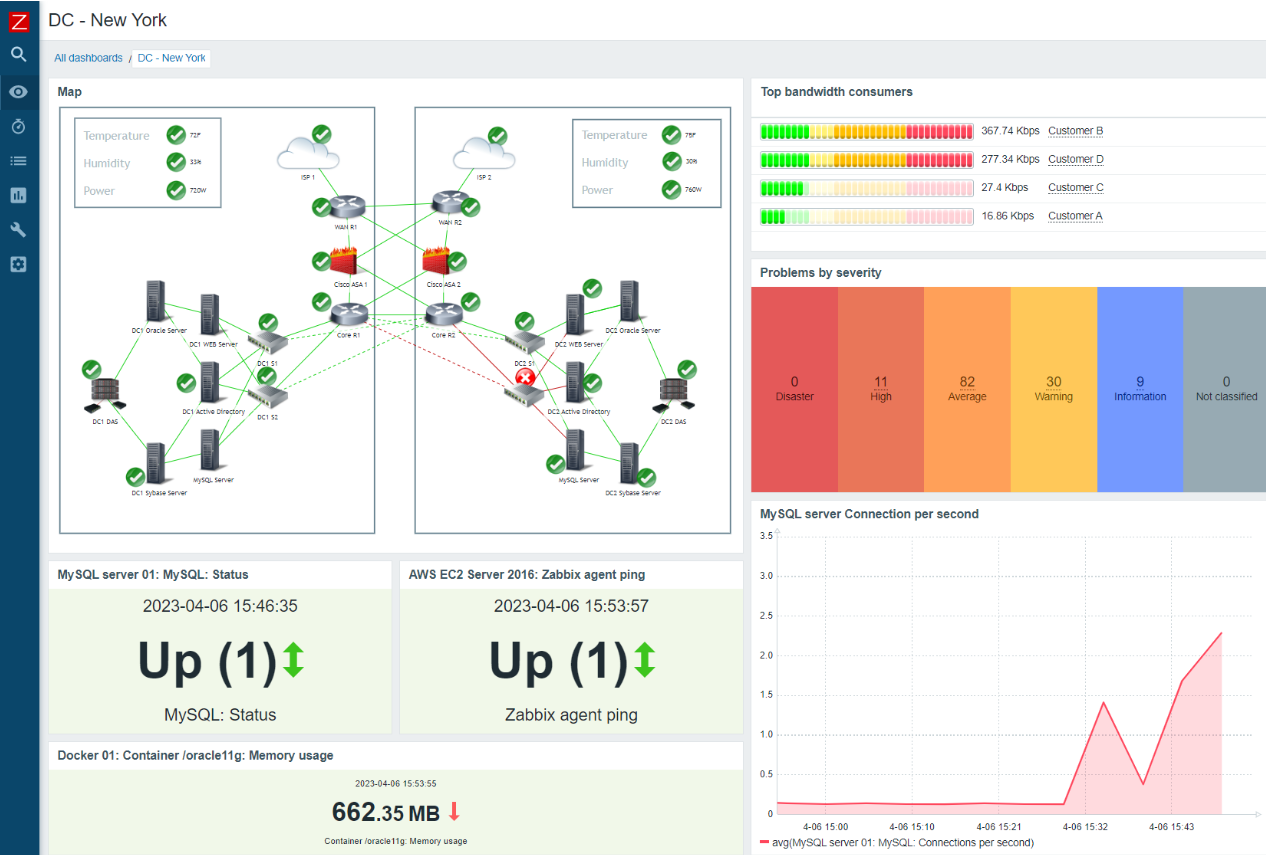 Z
DC - New York
All dashboards / DC - New York
Map
Temperature 72F
Humidity 33%
Power 720W
ISP 1
WAN R1
Cisco ASA 1
Core R1
DC1 Oracle Server
DC1 WEB Server
DC1 S1
DC1 Active Directory
DC1 S2
DC1 DAS
DC1 Sybase Server
MySQL Server
ISP 2
Temperature 75F
Humidity 30%
Power 760W
WAN R2
Cisco ASA 2
Core R2
DC2 WEB Server
DC2 Oracle Server
DC2 S1
DC2 Active Directory
DC2 DAS
MySQL Server
DC2 Sybase Server
Top bandwidth consumers
367.74 Kbps Customer B
277.34 Kbps Customer D
27.4 Kbps Customer C
16.86 Kbps Customer A
Problems by severity
0 11 82 30 9 0
Disaster High Average Warning Information Not classified
MySQL server 01: MySQL: Status
2023-04-06 15:46:35
Up (1)
MySQL: Status
AWS EC2 Server 2016: Zabbix agent ping
2023-04-06 15:53:57
Up (1)
Zabbix agent ping
Docker 01: Container /oracle11g: Memory usage
2023-04-06 15:53:55
662.35 MB
Container /oracle11g: Memory usage
MySQL server Connection per second
3.5
3.0
2.5
2.0
1.5
1.0
0.5
0
4-06 15:00 4-06 15:10 4-06 15:21 4-06 15:32 4-06 15:43
avg(MySQL server 01: MySQL: Connections per second)